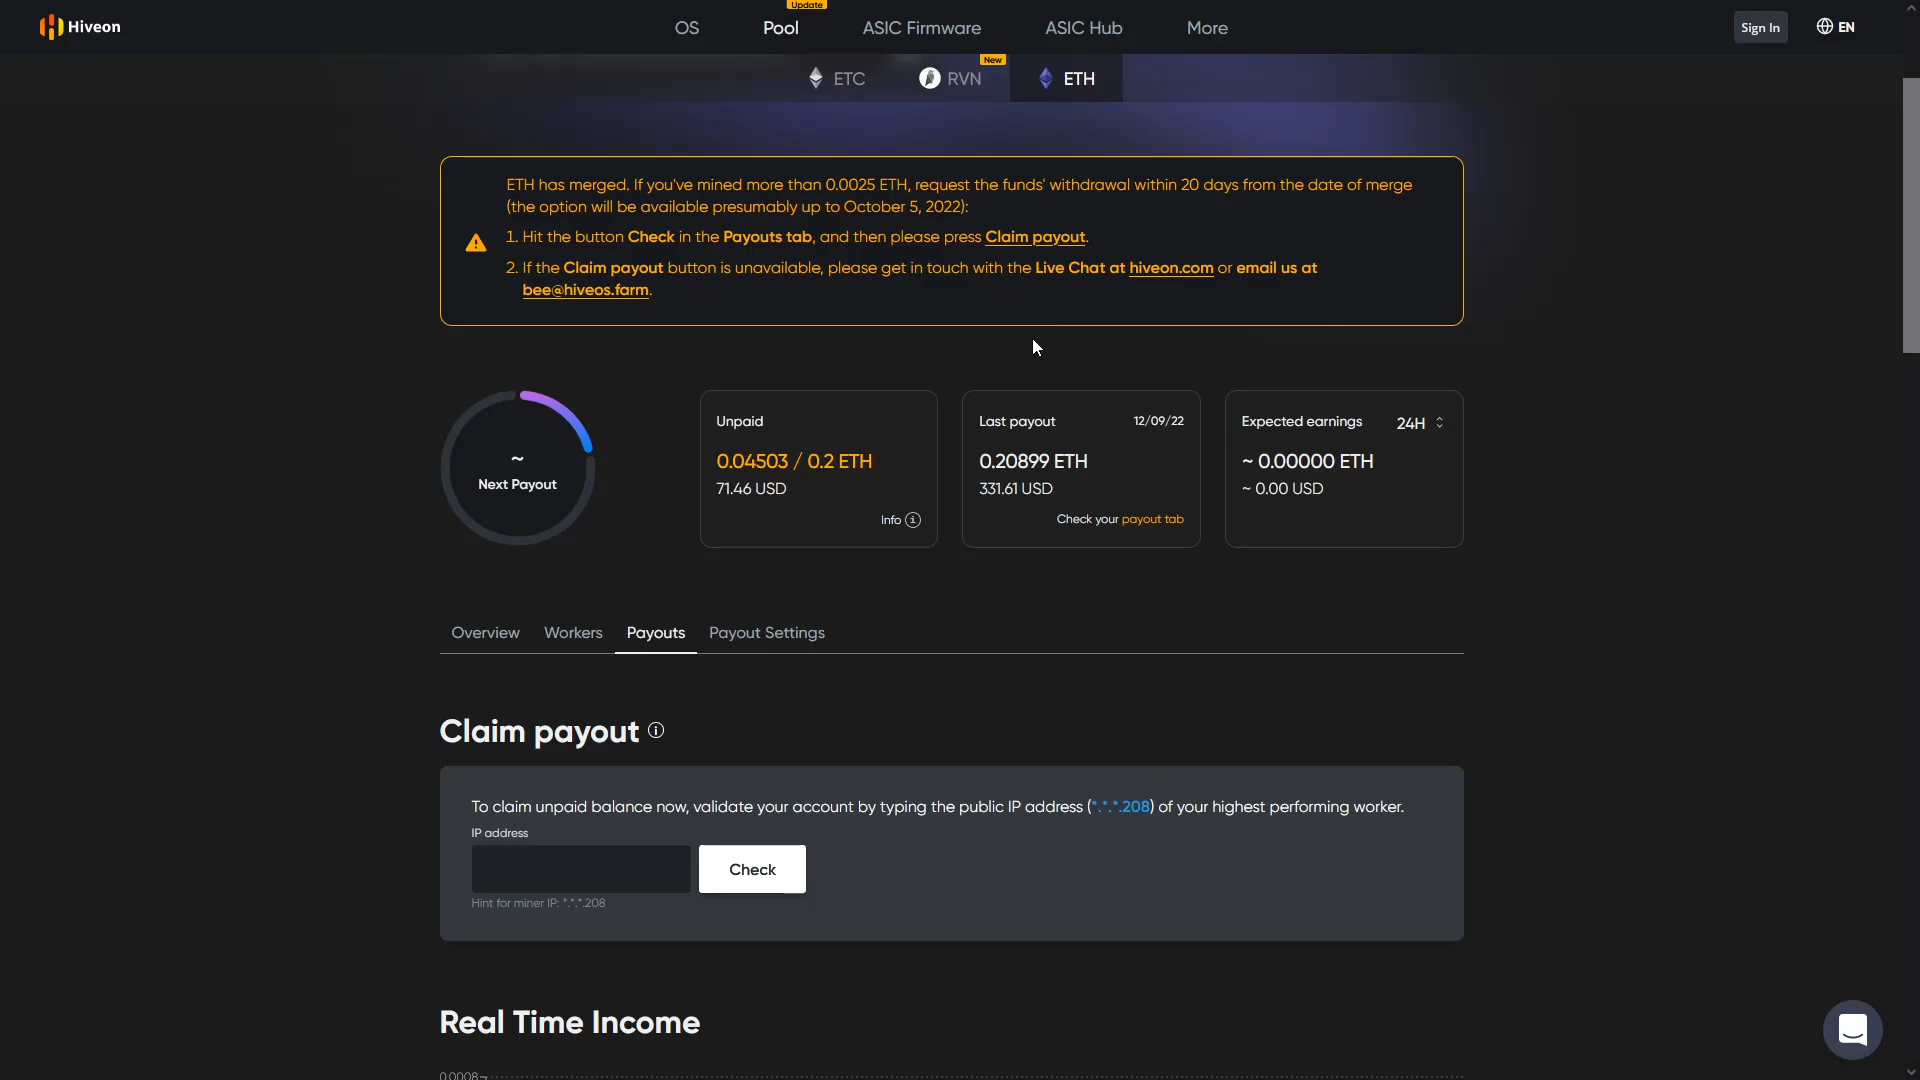 Hiveon
OS
Update
Pool
ASIC Firmware
ASIC Hub
More
Sign In
EN
ETC
New
RVN
ETH
ETH has merged. If you've mined more than 0.0025 ETH, request the funds' withdrawal within 20 days from the date of merge
(the option will be available presumably up to October 5, 2022):
1. Hit the button Check in the Payouts tab, and then please press Claim payout.
2. If the Claim payout button is unavailable, please get in touch with the Live Chat at hiveon.com or email us at
bee@hiveos.farm.
~
Next Payout
Unpaid
0.04503 / 0.2 ETH
71.46 USD
Info
Last payout 12/09/22
0.20899 ETH
331.61 USD
Check your payout tab
Expected earnings 24H
~ 0.00000 ETH
~ 0.00 USD
Overview Workers Payouts Payout Settings
Claim payout
To claim unpaid balance now, validate your account by typing the public IP address (*.*.*.208) of your highest performing worker.
IP address
Check
Hint for miner IP: *.*.*.208
Real Time Income
0.0008